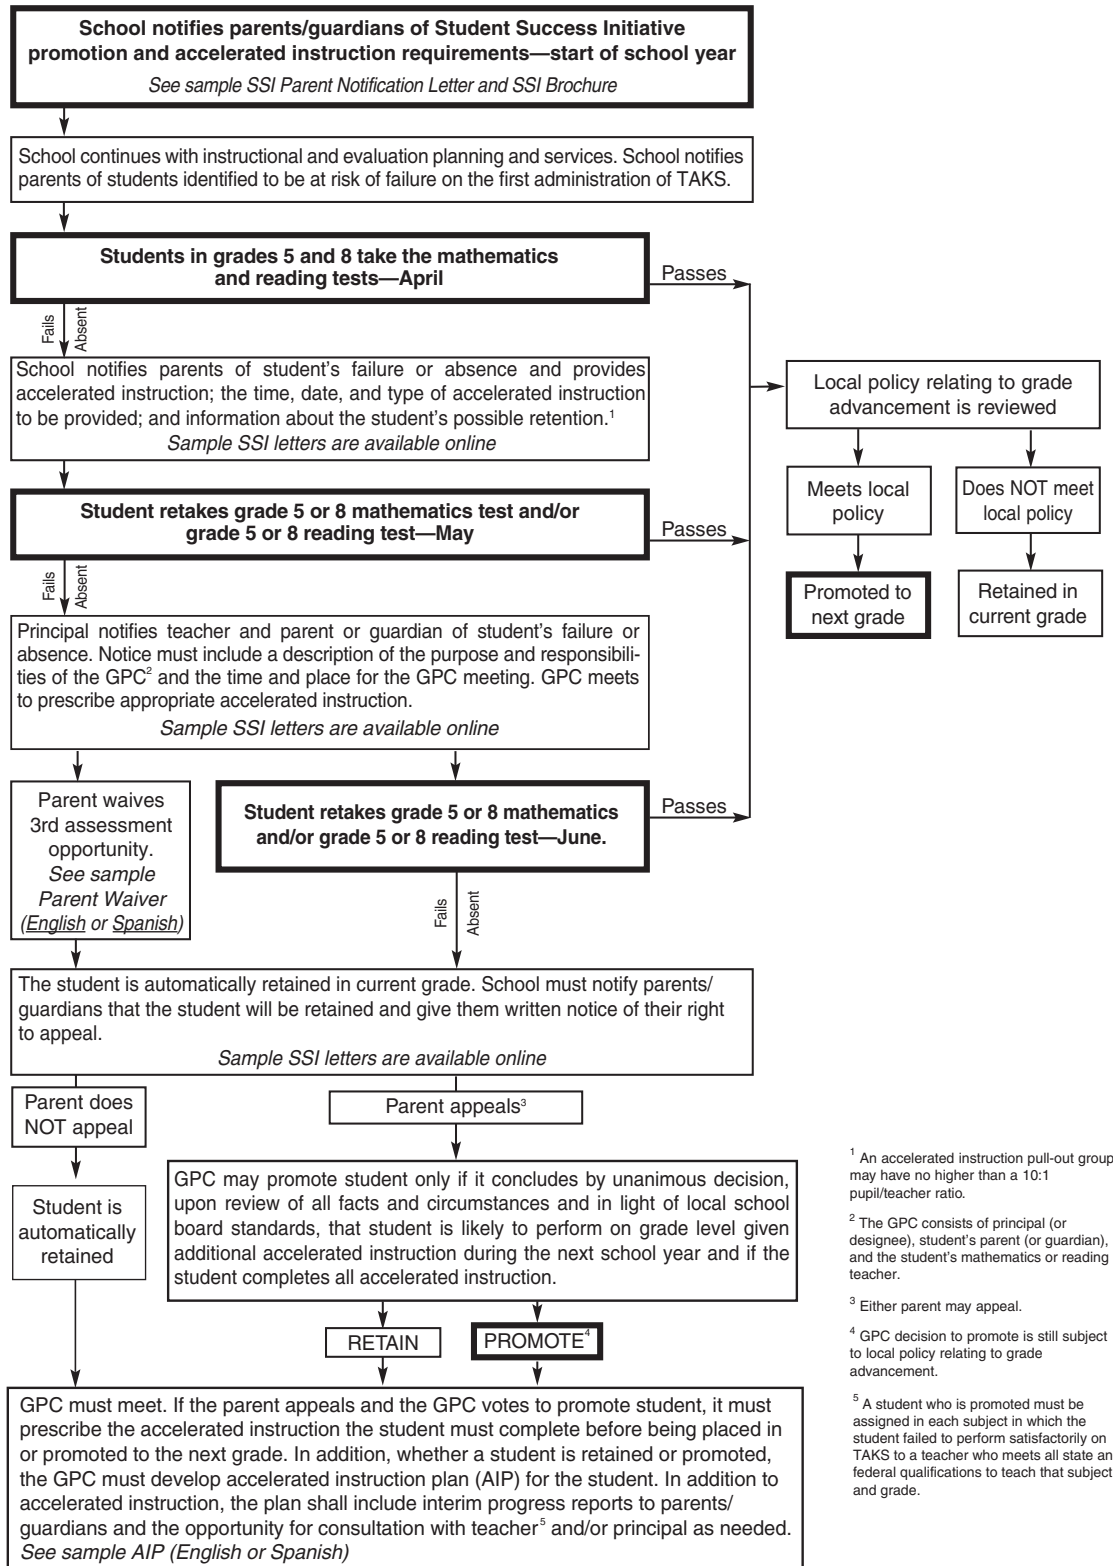 School notifies parents/guardians of Student Success Initiative
promotion and accelerated instruction requirements—start of school year
See sample SSI Parent Notification Letter and SSI Brochure
School continues with instructional and evaluation planning and services. School notifies
parents of students identified to be at risk of failure on the first administration of TAKS.
Students in grades 5 and 8 take the mathematics
and reading tests—April
Passes
Fails
Absent
School notifies parents of student’s failure or absence and provides
accelerated instruction; the time, date, and type of accelerated instruction
to be provided; and information about the student’s possible retention.¹
Sample SSI letters are available online
Local policy relating to grade
advancement is reviewed
Meets local
policy
Does NOT meet
local policy
Promoted to
next grade
Retained in
current grade
Student retakes grade 5 or 8 mathematics test and/or
grade 5 or 8 reading test—May
Passes
Fails
Absent
Principal notifies teacher and parent or guardian of student’s failure or
absence. Notice must include a description of the purpose and responsibili-
ties of the GPC² and the time and place for the GPC meeting. GPC meets
to prescribe appropriate accelerated instruction.
Sample SSI letters are available online
Parent waives
3rd assessment
opportunity.
See sample
Parent Waiver
(English or Spanish)
Student retakes grade 5 or 8 mathematics
and/or grade 5 or 8 reading test—June.
Passes
Fails
Absent
The student is automatically retained in current grade. School must notify parents/
guardians that the student will be retained and give them written notice of their right
to appeal.
Sample SSI letters are available online
Parent does
NOT appeal
Parent appeals³
Student is
automatically
retained
GPC may promote student only if it concludes by unanimous decision,
upon review of all facts and circumstances and in light of local school
board standards, that student is likely to perform on grade level given
additional accelerated instruction during the next school year and if the
student completes all accelerated instruction.
RETAIN
PROMOTE⁴
GPC must meet. If the parent appeals and the GPC votes to promote student, it must
prescribe the accelerated instruction the student must complete before being placed in
or promoted to the next grade. In addition, whether a student is retained or promoted,
the GPC must develop accelerated instruction plan (AIP) for the student. In addition to
accelerated instruction, the plan shall include interim progress reports to parents/
guardians and the opportunity for consultation with teacher⁵ and/or principal as needed.
See sample AIP (English or Spanish)
¹ An accelerated instruction pull-out group
may have no higher than a 10:1
pupil/teacher ratio.
² The GPC consists of principal (or
designee), student’s parent (or guardian),
and the student’s mathematics or reading
teacher.
³ Either parent may appeal.
⁴ GPC decision to promote is still subject
to local policy relating to grade
advancement.
⁵ A student who is promoted must be
assigned in each subject in which the
student failed to perform satisfactorily on
TAKS to a teacher who meets all state an
federal qualifications to teach that subject
and grade.